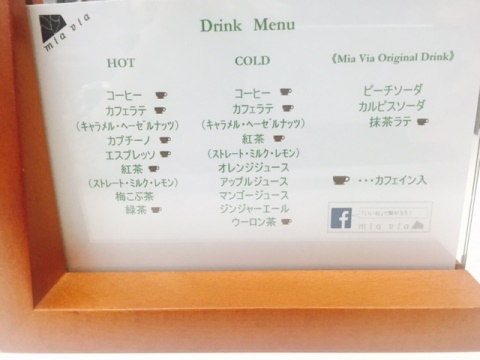 mia via
Drink Menu
HOT
コーヒー
カフェラテ
(キャラメル・ヘーゼルナッツ)
カプチーノ
エスプレッソ
紅茶
(ストレート・ミルク・レモン)
梅こぶ茶
緑茶
COLD
コーヒー
カフェラテ
(キャラメル・ヘーゼルナッツ)
紅茶
(ストレート・ミルク・レモン)
オレンジジュース
アップルジュース
マンゴージュース
ジンジャーエール
ウーロン茶
《Mia Via Original Drink》
ピーチソーダ
カルピスソーダ
抹茶ラテ
・・・カフェイン入
f
「いいね」で繋がろう!
mia via